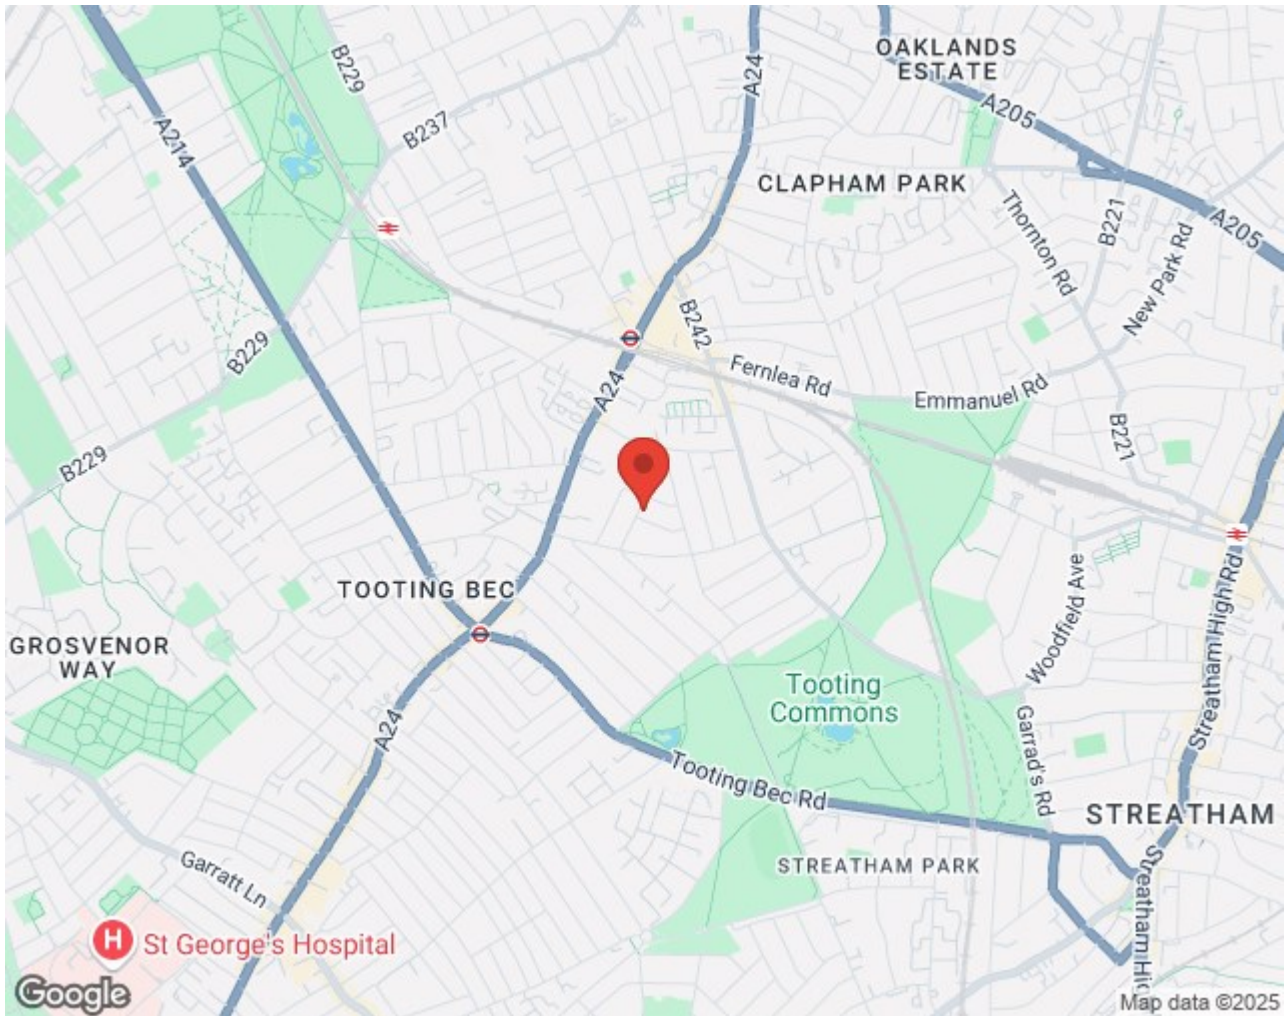 OAKLANDS
ESTATE
B229
A24
B237
A205
A214
CLAPHAM PARK
Thornton Rd
B221
A205
New Park Rd
B242
B229
Fernlea Rd
A24
Emmanuel Rd
B221
B229
TOOTING BEC
Woodfield Ave
Streatham High Rd
GROSVENOR
WAY
Tooting
Commons
A24
Garrad's Rd
Tooting Bec Rd
STREATHAM
STREATHAM PARK
Garratt Ln
Streatham Hig
H
St George's Hospital
Google
Map data ©2025